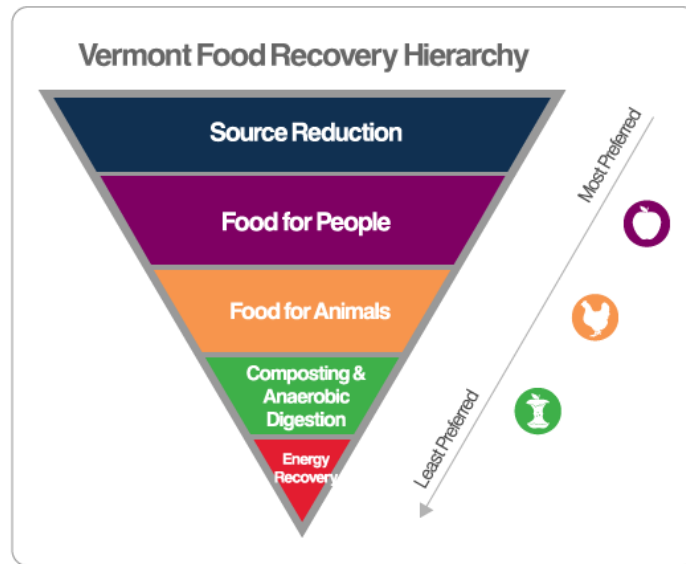 Vermont Food Recovery Hierarchy
Source Reduction
Most Preferred
Food for People
Food for Animals
Composting &
Anaerobic
Digestion
Least Preferred
Energy
Recovery